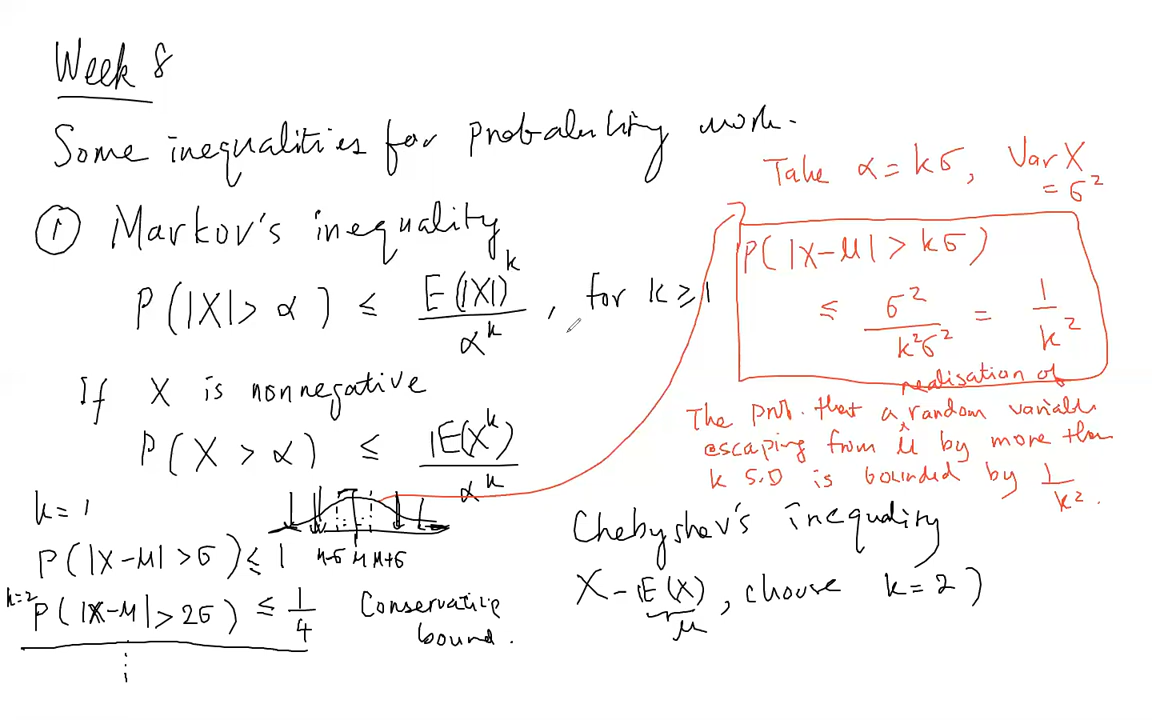 Week 8
Some inequalities for probability work.
① Markov's inequality
P(|X| > α) ≤ E(|X|)^k / α^k , for k ≥ 1
If X is nonnegative
P(X > α) ≤ E(X^k) / α^k
k = 1
μ-σ μ μ+σ
P(|X-μ| > σ) ≤ 1
k=2 P(|X-μ| > 2σ) ≤ 1/4
Conservative
bound.
⋮
Take α = kσ, Var X
= σ²
P(|X-μ| > kσ)
≤ σ² / k²σ² = 1 / k²
realisation of
The prob. that a random variable
escaping from μ by more than
k S.D is bounded by 1/k².
Chebyshev's inequality
X - E(X), choose k = 2)
μ